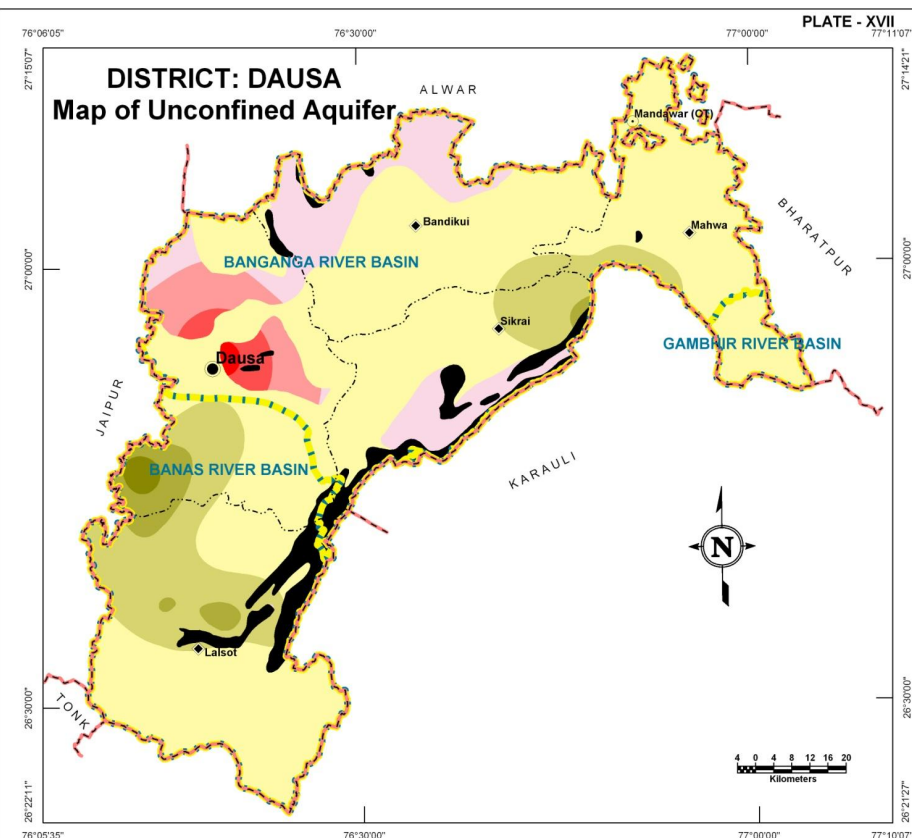 PLATE - XVII
76°06'05"
76°30'00"
77°00'00"
77°11'07"
27°15'07"
27°14'21"
DISTRICT: DAUSA
Map of Unconfined Aquifer
ALWAR
Mandawar (CT)
Bandikui
Mahwa
BHARATPUR
27°00'00"
BANGANGA RIVER BASIN
27°00'00"
Sikrai
GAMBHIR RIVER BASIN
Dausa
JAIPUR
BANAS RIVER BASIN
KARAULI
N
Lalsot
TONK
26°30'00"
26°30'00"
4 0 4 8 12 16 20
Kilometers
26°22'11"
26°21'27"
76°05'35"
76°30'00"
77°00'00"
77°10'07"